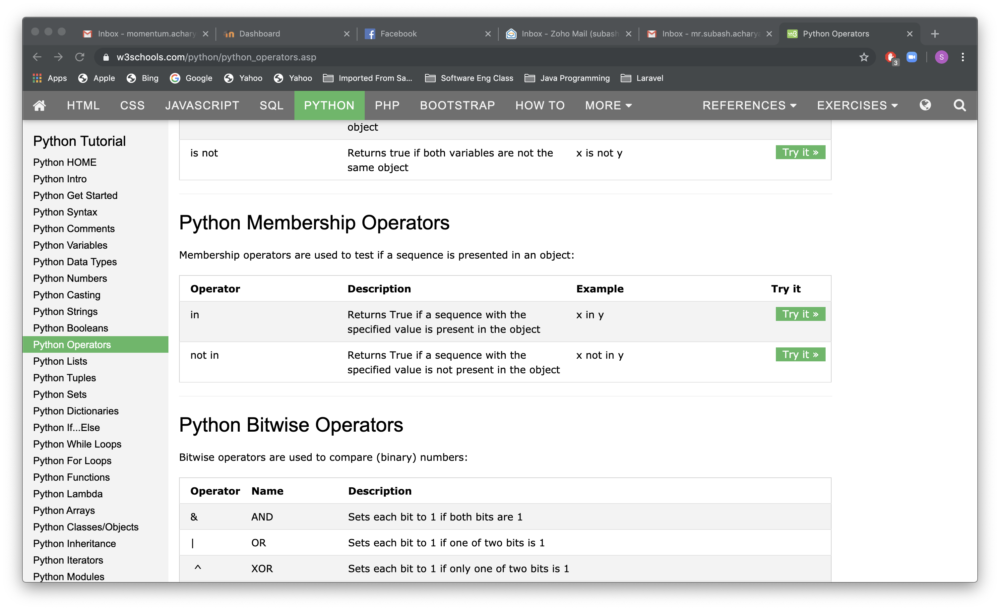 Inbox - momentum.achary
Dashboard
Facebook
Inbox - Zoho Mail (subash
Inbox - mr.subash.acharya
Python Operators
w3schools.com/python/python_operators.asp
3
S
Apps
Apple
Bing
Google
Yahoo
Yahoo
Imported From Sa...
Software Eng Class
Java Programming
Laravel
HTML CSS JAVASCRIPT SQL PYTHON PHP BOOTSTRAP HOW TO MORE REFERENCES EXERCISES
Python Tutorial
Python HOME
Python Intro
Python Get Started
Python Syntax
Python Comments
Python Variables
Python Data Types
Python Numbers
Python Casting
Python Strings
Python Booleans
Python Operators
Python Lists
Python Tuples
Python Sets
Python Dictionaries
Python If...Else
Python While Loops
Python For Loops
Python Functions
Python Lambda
Python Arrays
Python Classes/Objects
Python Inheritance
Python Iterators
Python Modules
object
is not Returns true if both variables are not the x is not y Try it »
same object
Python Membership Operators
Membership operators are used to test if a sequence is presented in an object:
Operator Description Example Try it
in Returns True if a sequence with the x in y Try it »
specified value is present in the object
not in Returns True if a sequence with the x not in y Try it »
specified value is not present in the object
Python Bitwise Operators
Bitwise operators are used to compare (binary) numbers:
Operator Name Description
& AND Sets each bit to 1 if both bits are 1
| OR Sets each bit to 1 if one of two bits is 1
^ XOR Sets each bit to 1 if only one of two bits is 1